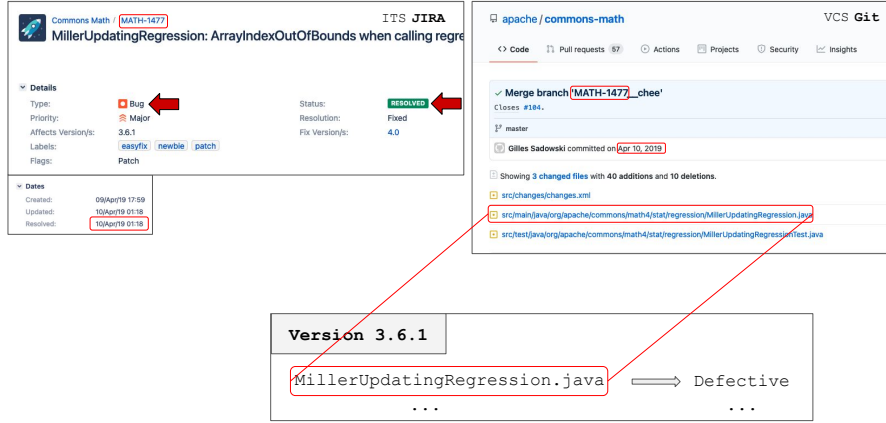 Commons Math / MATH-1477
ITS JIRA
MillerUpdatingRegression: ArrayIndexOutOfBounds when calling regre
Details
Type: Bug
Status: RESOLVED
Priority: Major
Resolution: Fixed
Affects Version/s: 3.6.1
Fix Version/s: 4.0
Labels: easyfix newbie patch
Flags: Patch
Dates
Created: 09/Apr/19 17:59
Updated: 10/Apr/19 01:18
Resolved: 10/Apr/19 01:18
apache/commons-math
VCS Git
<> Code Pull requests 57 Actions Projects Security Insights
Merge branch 'MATH-1477__chee'
Closes #104.
master
Gilles Sadowski committed on Apr 10, 2019
Showing 3 changed files with 40 additions and 10 deletions.
src/changes/changes.xml
src/main/java/org/apache/commons/math4/stat/regression/MillerUpdatingRegression.java
src/test/java/org/apache/commons/math4/stat/regression/MillerUpdatingRegressionTest.java
Version 3.6.1
MillerUpdatingRegression.java Defective
... ...